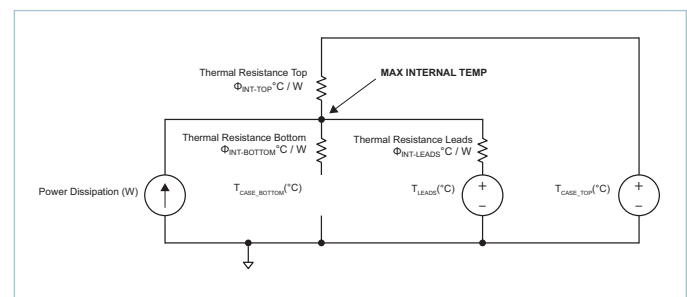 Thermal Resistance Top
ΦINT-TOP°C / W
MAX INTERNAL TEMP
Thermal Resistance Bottom
ΦINT-BOTTOM°C / W
Thermal Resistance Leads
ΦINT-LEADS°C / W
Power Dissipation (W)
TCASE_BOTTOM(°C)
TLEADS(°C)
+
–
TCASE_TOP(°C)
+
–